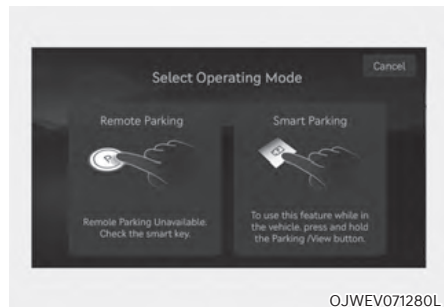 Select Operating Mode
Cancel
Remote Parking
Smart Parking
Remote Parking Unavailable.
Check the smart key.
To use this feature while in
the vehicle, press and hold
the Parking /View button.
OJWEV071280L